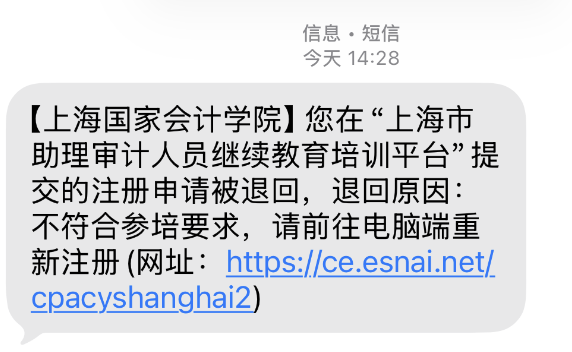 信息 • 短信
今天 14:28
【上海国家会计学院】您在 “上海市
助理审计人员继续教育培训平台” 提
交的注册申请被退回，退回原因：
不符合参培要求，请前往电脑端重
新注册 (网址：https://ce.esnai.net/
cpacyshanghai2)